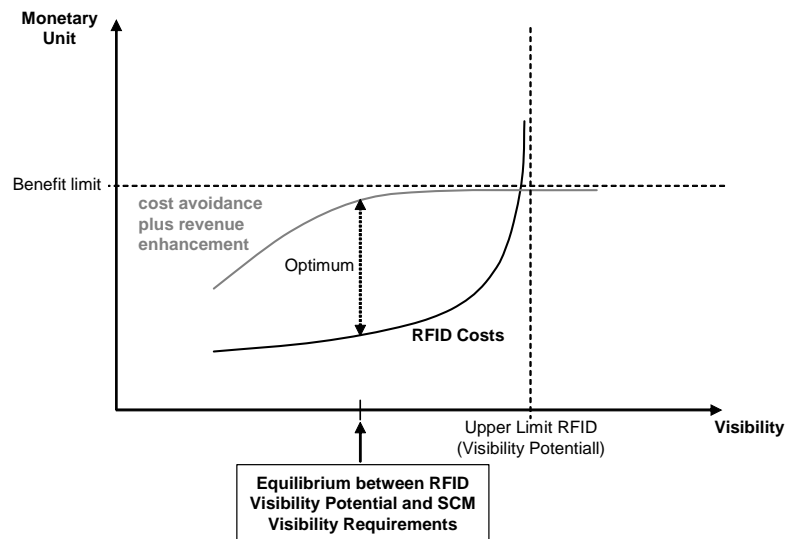 Monetary
Unit
Benefit limit
cost avoidance
plus revenue
enhancement
Optimum
RFID Costs
Upper Limit RFID
(Visibility Potentiall)
Visibility
Equilibrium between RFID
Visibility Potential and SCM
Visibility Requirements